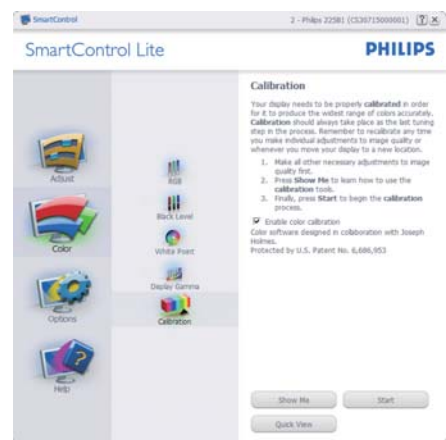 SmartControl
2 - Philips 225B1 (CS30715000001)
SmartControl Lite
PHILIPS
Adjust
Color
Options
Help
RGB
Black Level
White Point
Display Gamma
Calibration
Calibration
Your display needs to be properly calibrated in order
for it to produce the widest range of colors accurately.
Calibration should always take place as the last tuning
step in the process. Remember to recalibrate any time
you make individual adjustments to image quality or
whenever you move your display to a new location.
1. Make all other necessary adjustments to image
quality first.
2. Press Show Me to learn how to use the
calibration tools.
3. Finally, press Start to begin the calibration
process.
Enable color calibration
Color software designed in collaboration with Joseph
Holmes.
Protected by U.S. Patent No. 6,686,953
Show Me
Start
Quick View